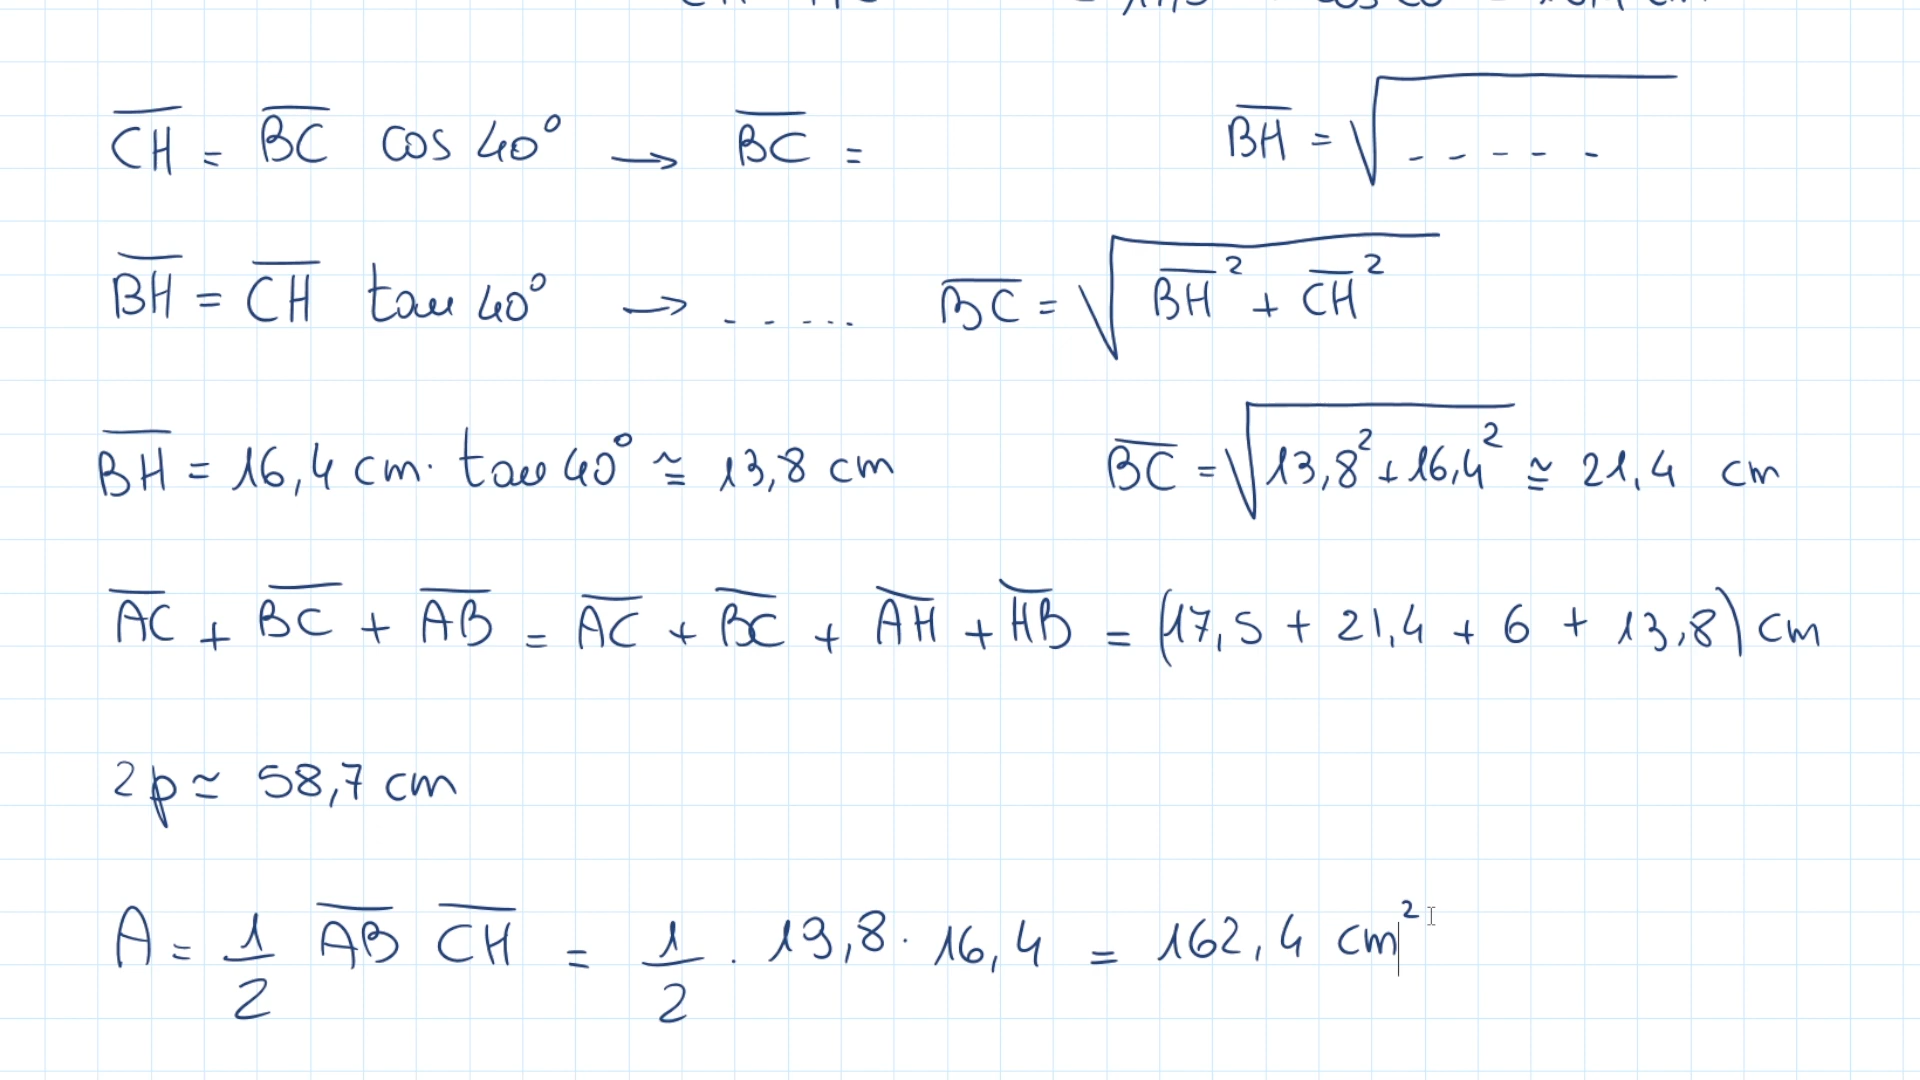 CH = BC cos 40° → BC = BH = √ - - - - -
BH = CH tan 40° → - - - - - BC = √ BH² + CH²
BH = 16,4 cm · tan 40° ≅ 13,8 cm BC = √ 13,8² + 16,4² ≅ 21,4 cm
AC + BC + AB = AC + BC + AH + HB = (17,5 + 21,4 + 6 + 13,8) cm
2p ≃ 58,7 cm
A = 1/2 AB CH = 1/2 · 19,8 · 16,4 = 162,4 cm²